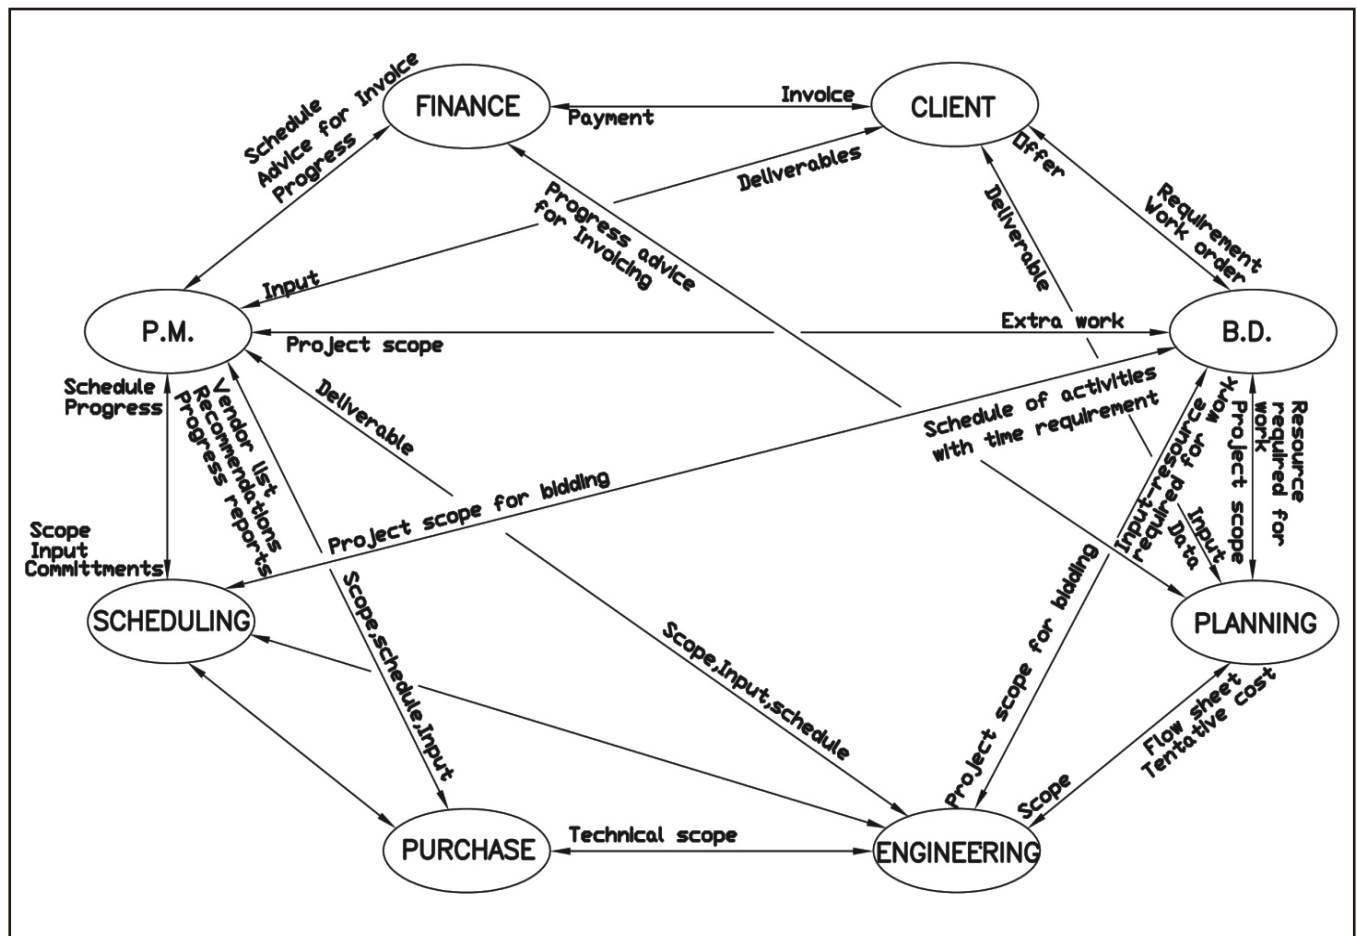 FINANCE
CLIENT
Invoice
Payment
Schedule
Advice for Invoice
Progress
Deliverables
Offer
Requirement
Work order
Progress advice
for Invoicing
Deliverable
Input
P.M.
B.D.
Extra work
Project scope
Schedule
Progress
Vendor list
Recommendations
Progress reports
Deliverable
Schedule of activities
with time requirement
Input-resource
required for work
Project scope
Resource
required for
work
Project scope for bidding
Scope
Input
Committments
Input
Data
SCHEDULING
PLANNING
Scope,schedule,Input
Scope,Input,schedule
Project scope for bidding
Flow sheet
Tentative cost
Scope
PURCHASE
Technical scope
ENGINEERING